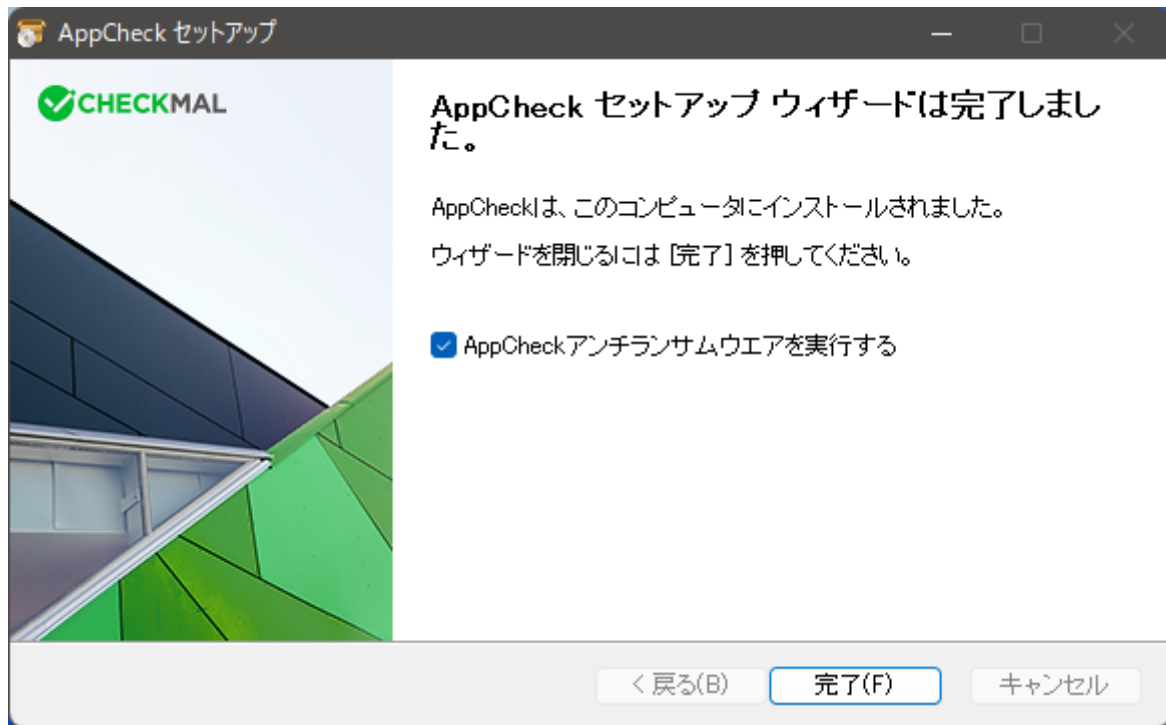 AppCheck セットアップ
CHECKMAL
AppCheck セットアップ ウィザードは完了しまし
た。
AppCheckは、このコンピュータにインストールされました。
ウィザードを閉じるには [完了] を押してください。
AppCheckアンチランサムウエアを実行する
< 戻る(B)
完了(F)
キャンセル